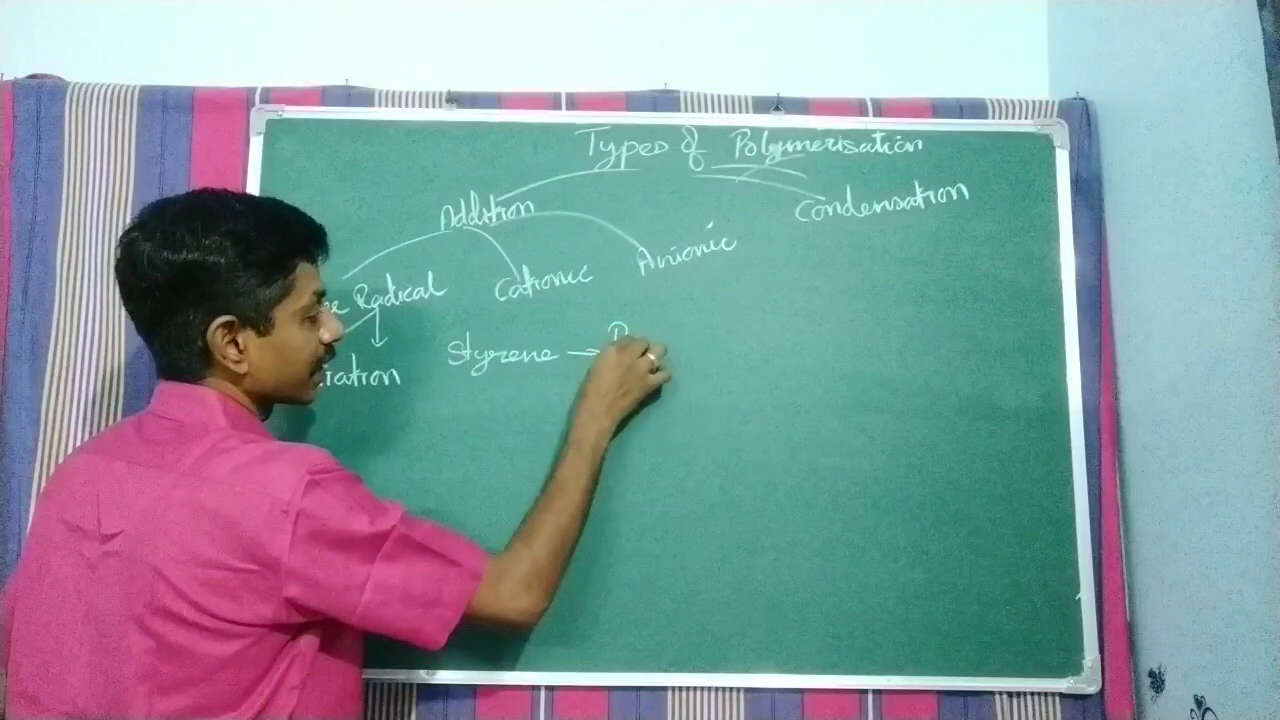 Types of Polymerisation
Addition
Condensation
Radical
Cationic
Anionic
Styrene →